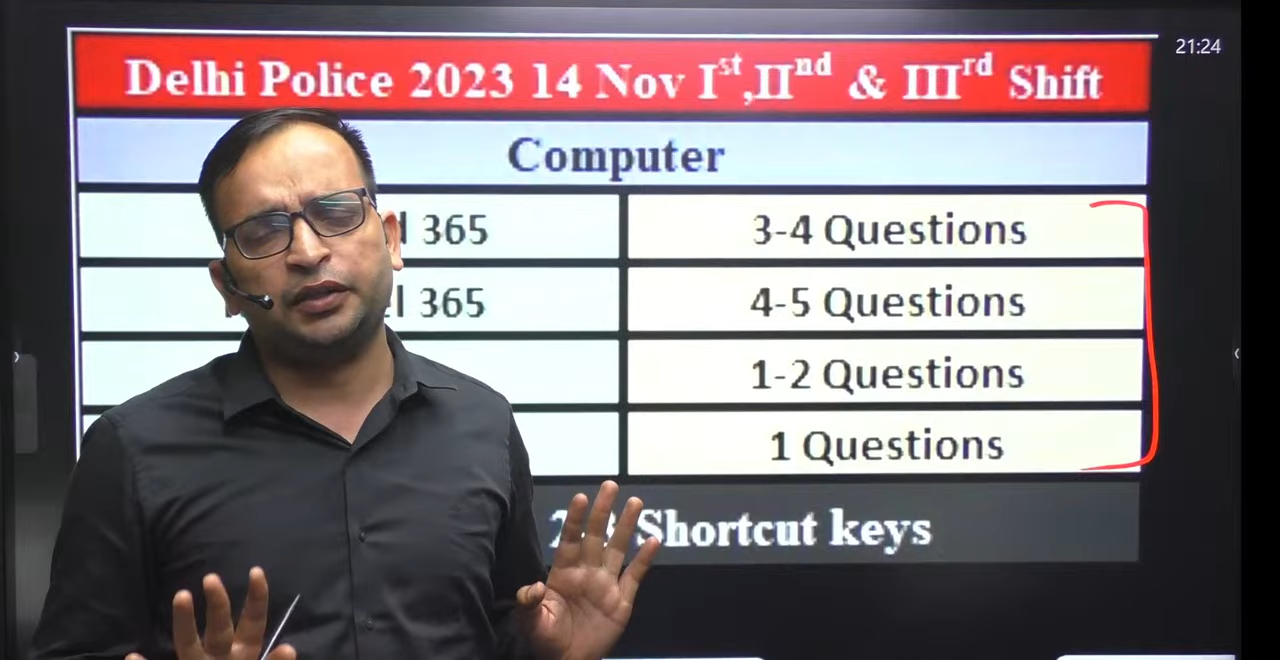 21:24
Delhi Police 2023 14 Nov Ist,IInd & IIIrd Shift
Computer
365 3-4 Questions
365 4-5 Questions
1-2 Questions
1 Questions
Shortcut keys